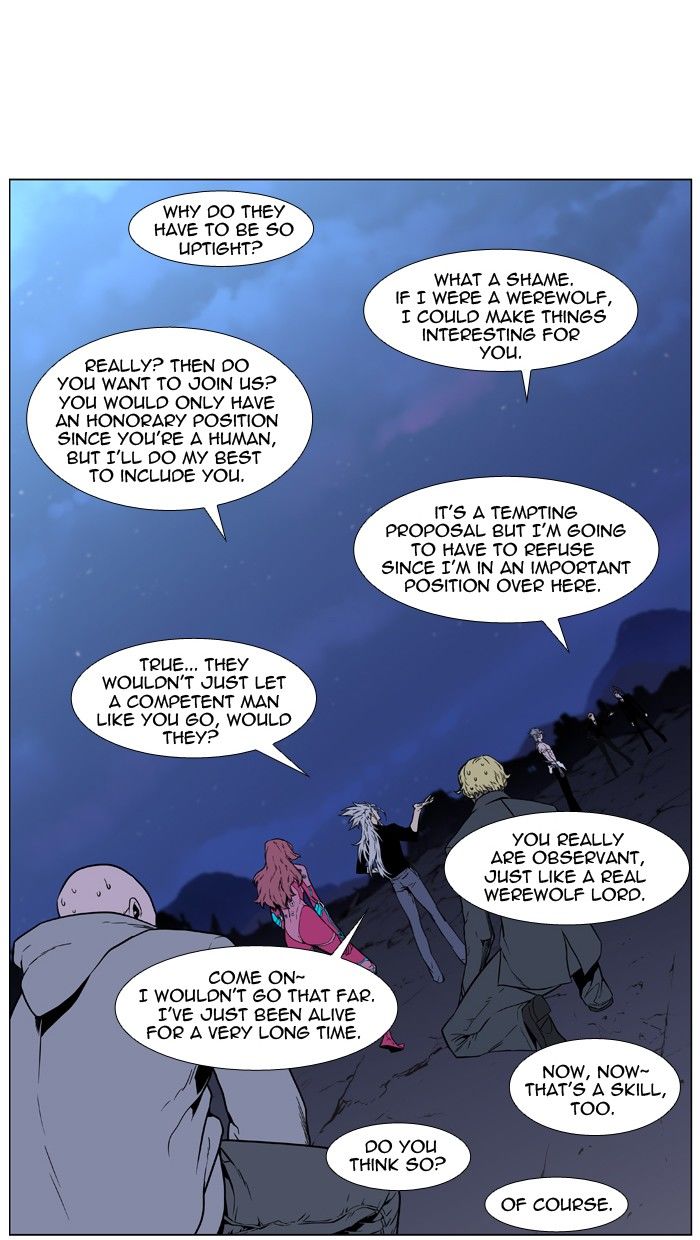 WHY DO THEY
HAVE TO BE SO
UPTIGHT?
WHAT A SHAME.
IF I WERE A WEREWOLF,
I COULD MAKE THINGS
INTERESTING FOR
YOU.
REALLY? THEN DO
YOU WANT TO JOIN US?
YOU WOULD ONLY HAVE
AN HONORARY POSITION
SINCE YOU'RE A HUMAN,
BUT I'LL DO MY BEST
TO INCLUDE YOU.
IT'S A TEMPTING
PROPOSAL BUT I'M GOING
TO HAVE TO REFUSE
SINCE I'M IN AN IMPORTANT
POSITION OVER HERE.
TRUE... THEY
WOULDN'T JUST LET
A COMPETENT MAN
LIKE YOU GO, WOULD
THEY?
YOU REALLY
ARE OBSERVANT,
JUST LIKE A REAL
WEREWOLF LORD.
COME ON~
I WOULDN'T GO THAT FAR.
I'VE JUST BEEN ALIVE
FOR A VERY LONG TIME.
NOW, NOW~
THAT'S A SKILL,
TOO.
DO YOU
THINK SO?
OF COURSE.